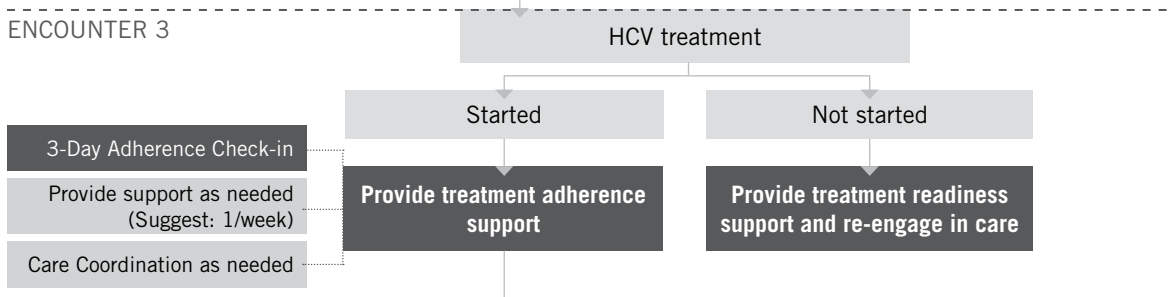 ENCOUNTER 3
HCV treatment
Started
Not started
3-Day Adherence Check-in
Provide support as needed
(Suggest: 1/week)
Care Coordination as needed
Provide treatment adherence
support
Provide treatment readiness
support and re-engage in care